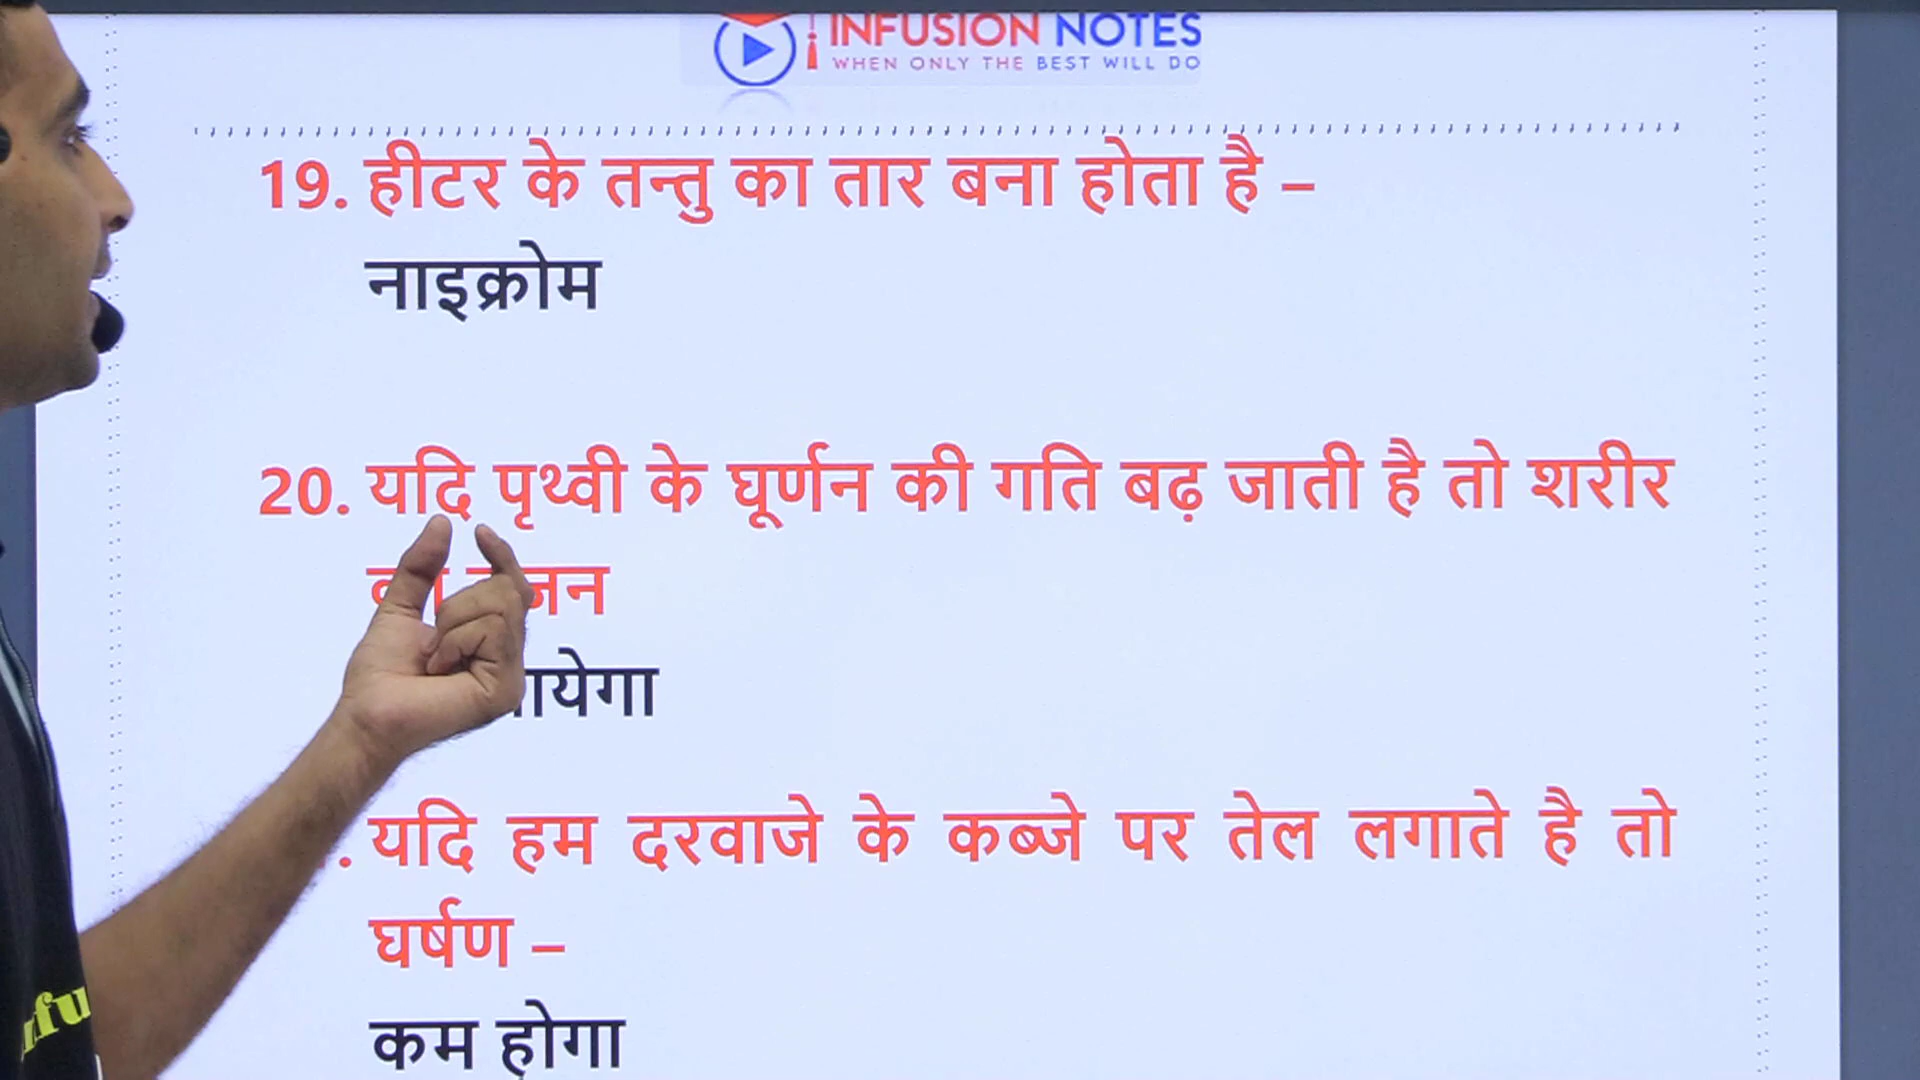 INFUSION NOTES
WHEN ONLY THE BEST WILL DO
19. हीटर के तन्तु का तार बना होता है –
नाइक्रोम
20. यदि पृथ्वी के घूर्णन की गति बढ़ जाती है तो शरीर
. यदि हम दरवाजे के कब्जे पर तेल लगाते है तो
घर्षण –
कम होगा